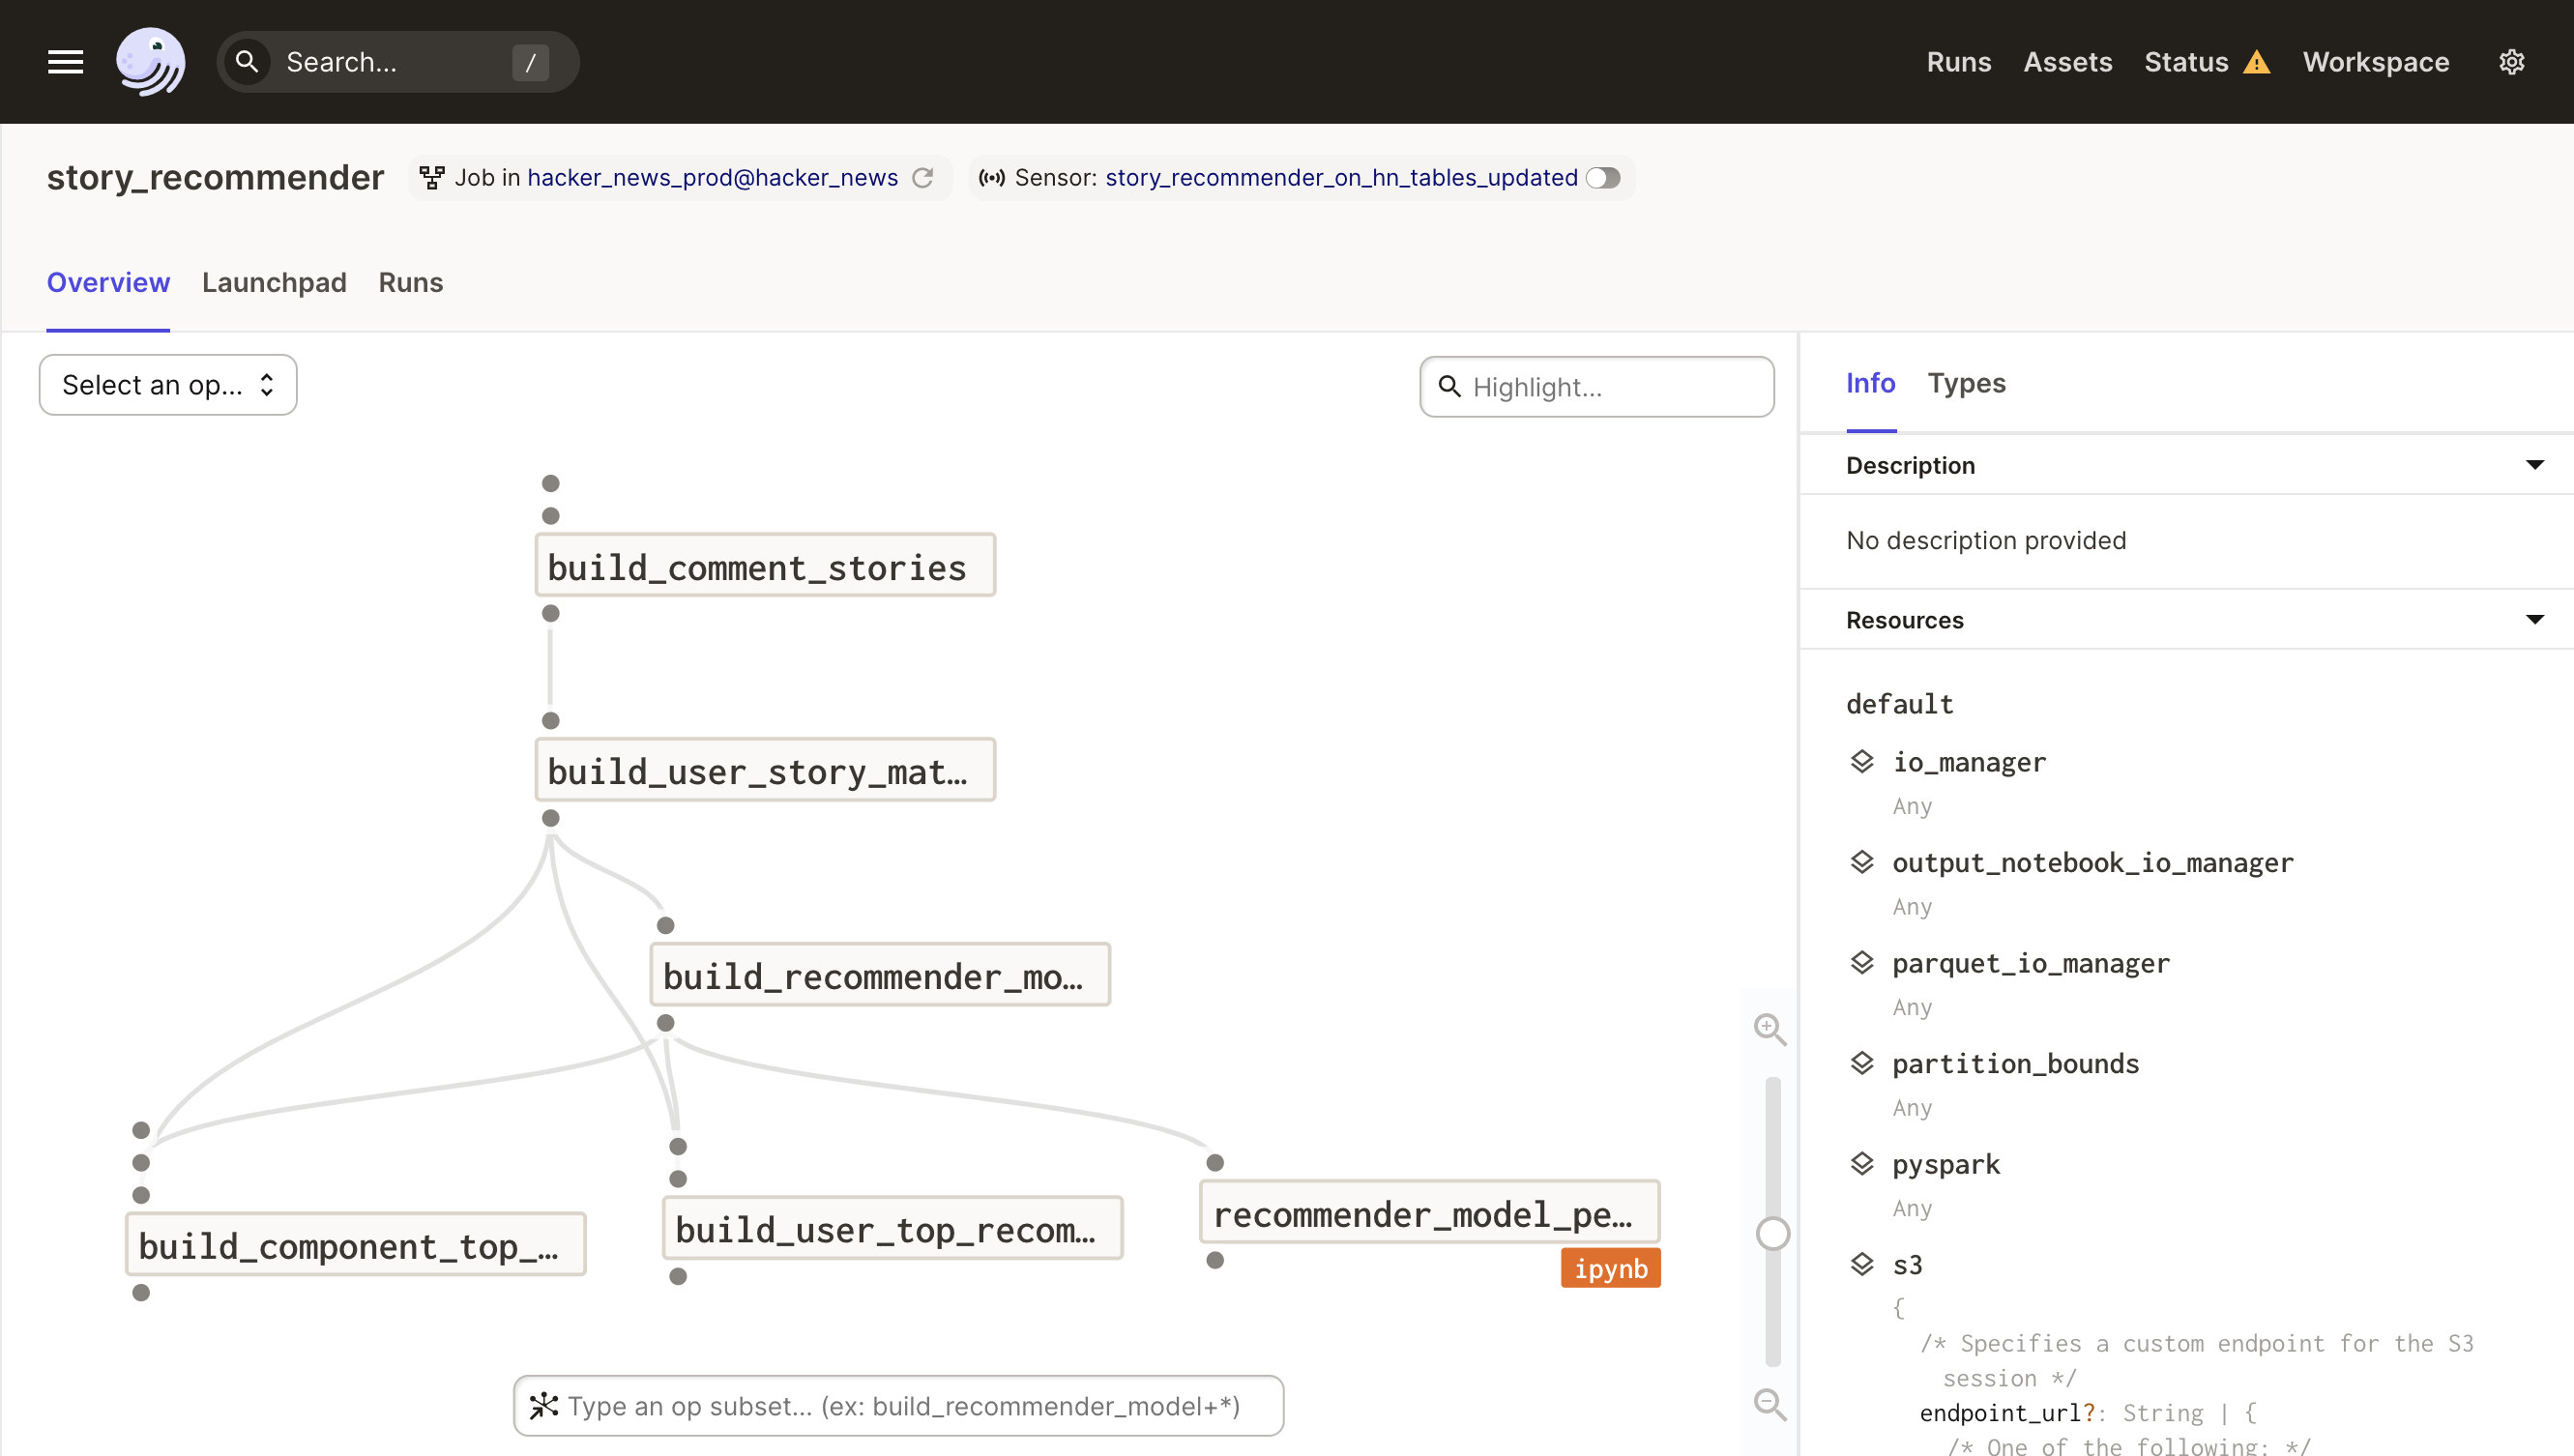 Search... /
Runs Assets Status Workspace
story_recommender Job in hacker_news_prod@hacker_news Sensor: story_recommender_on_hn_tables_updated
Overview Launchpad Runs
Select an op...
Highlight...
build_comment_stories
build_user_story_mat…
build_recommender_mo…
build_component_top_…
build_user_top_recom…
recommender_model_pe…
ipynb
Type an op subset... (ex: build_recommender_model+*)
Info Types
Description
No description provided
Resources
default
io_manager
Any
output_notebook_io_manager
Any
parquet_io_manager
Any
partition_bounds
Any
pyspark
Any
s3
{
/* Specifies a custom endpoint for the S3
session */
endpoint_url?: String | {
/* One of the following: */